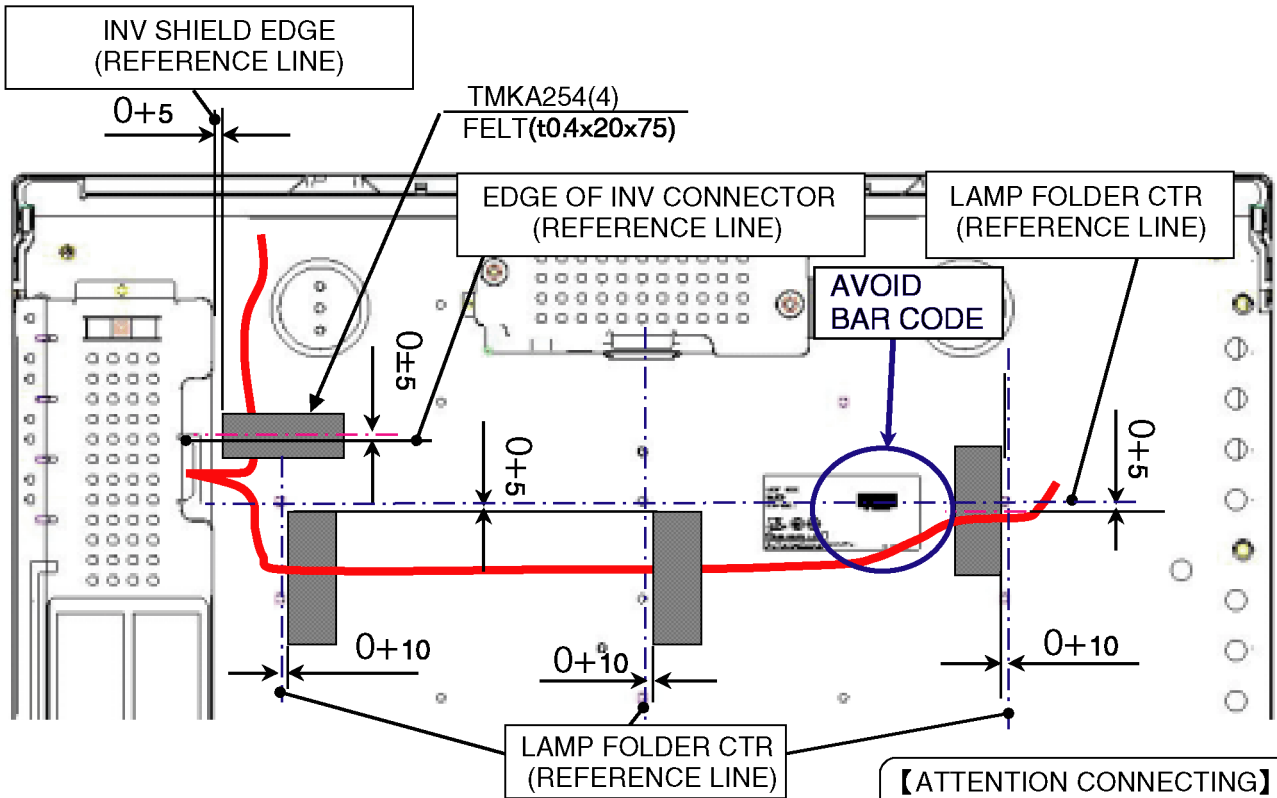 INV SHIELD EDGE
(REFERENCE LINE)
0+5
TMKA254(4)
FELT(t0.4x20x75)
EDGE OF INV CONNECTOR
(REFERENCE LINE)
LAMP FOLDER CTR
(REFERENCE LINE)
AVOID
BAR CODE
0±5
0+5
0+5
0+10
0+10
0+10
LAMP FOLDER CTR
(REFERENCE LINE)
【ATTENTION CONNECTING】